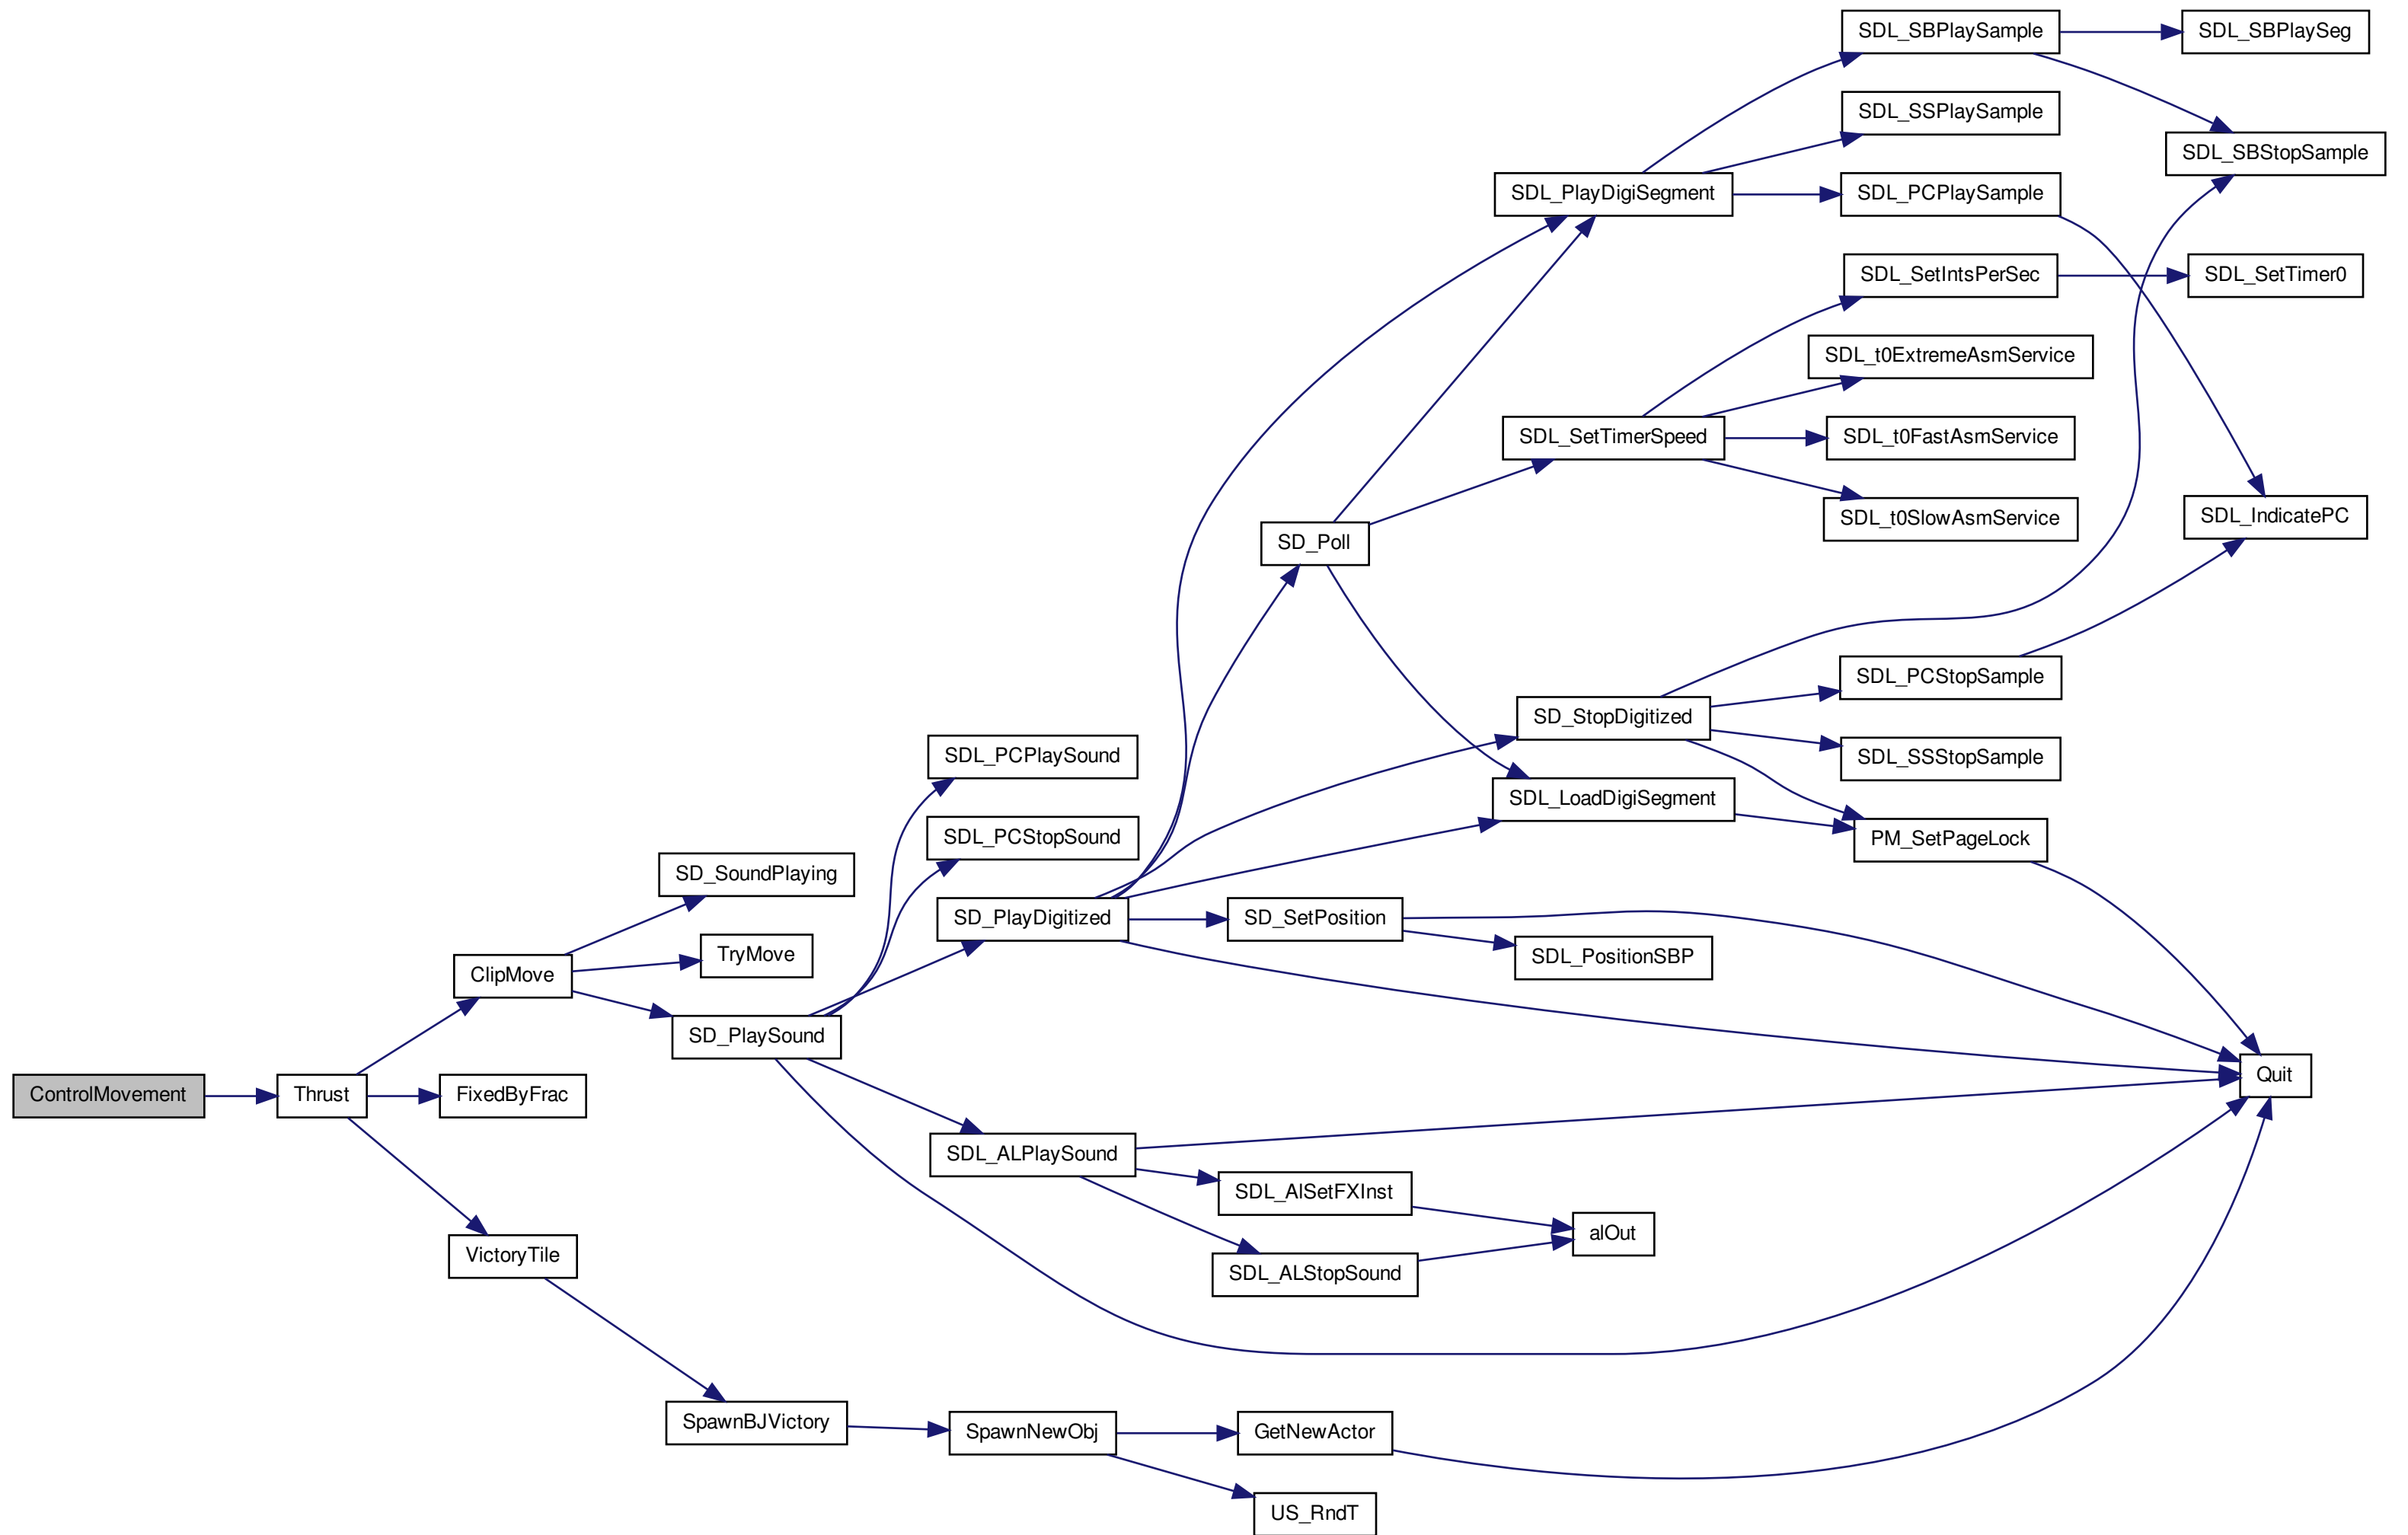 SDL_SBPlaySample
SDL_SBPlaySeg
SDL_SSPlaySample
SDL_SBStopSample
SDL_PlayDigiSegment
SDL_PCPlaySample
SDL_SetIntsPerSec
SDL_SetTimer0
SDL_t0ExtremeAsmService
SDL_SetTimerSpeed
SDL_t0FastAsmService
SDL_t0SlowAsmService
SDL_IndicatePC
SD_Poll
SDL_PCStopSample
SD_StopDigitized
SDL_SSStopSample
SDL_PCPlaySound
SDL_LoadDigiSegment
SDL_PCStopSound
PM_SetPageLock
SD_SoundPlaying
SD_PlayDigitized
SD_SetPosition
TryMove
SDL_PositionSBP
ClipMove
SD_PlaySound
Quit
ControlMovement
Thrust
FixedByFrac
SDL_ALPlaySound
SDL_AlSetFXInst
alOut
VictoryTile
SDL_ALStopSound
SpawnBJVictory
SpawnNewObj
GetNewActor
US_RndT